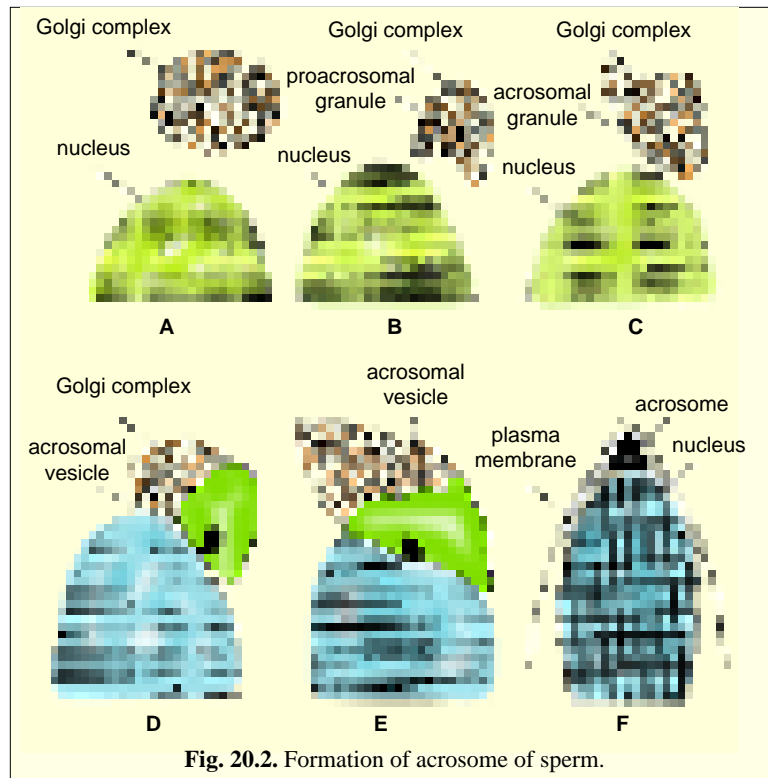 Golgi complex
nucleus
A
Golgi complex
proacrosomal
granule
nucleus
B
Golgi complex
acrosomal
granule
nucleus
C
Golgi complex
acrosomal
vesicle
D
acrosomal
vesicle
E
plasma
membrane
acrosome
nucleus
F
Fig. 20.2. Formation of acrosome of sperm.